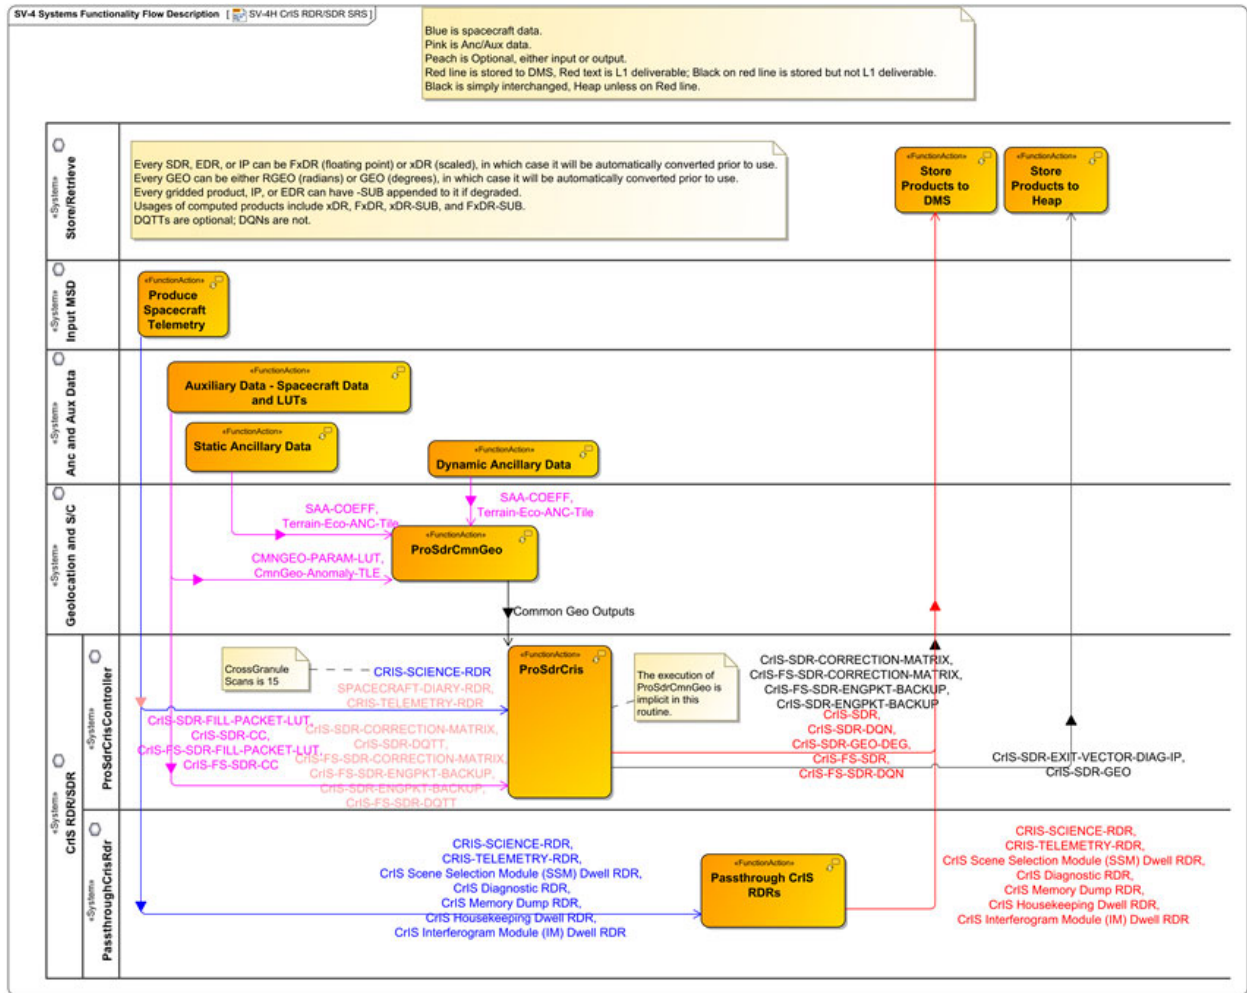 SV-4 Systems Functionality Flow Description [ SV-4H CrIS RDR/SDR SRS ]
Blue is spacecraft data.
Pink is Anc/Aux data.
Peach is Optional, either input or output.
Red line is stored to DMS, Red text is L1 deliverable; Black on red line is stored but not L1 deliverable.
Black is simply interchanged, Heap unless on Red line.
«System»
Store/Retrieve
Every SDR, EDR, or IP can be FxDR (floating point) or xDR (scaled), in which case it will be automatically converted prior to use.
Every GEO can be either RGEO (radians) or GEO (degrees), in which case it will be automatically converted prior to use.
Every gridded product, IP, or EDR can have -SUB appended to it if degraded.
Usages of computed products include xDR, FxDR, xDR-SUB, and FxDR-SUB.
DQTTs are optional; DQNs are not.
«FunctionAction»
Store
Products to
DMS
«FunctionAction»
Store
Products to
Heap
«System»
Input MSD
«FunctionAction»
Produce
Spacecraft
Telemetry
«System»
Anc and Aux Data
«FunctionAction»
Auxiliary Data - Spacecraft Data
and LUTs
«FunctionAction»
Static Ancillary Data
«FunctionAction»
Dynamic Ancillary Data
«System»
Geolocation and S/C
SAA-COEFF,
Terrain-Eco-ANC-Tile
SAA-COEFF,
Terrain-Eco-ANC-Tile
CMNGEO-PARAM-LUT,
CmnGeo-Anomaly-TLE
«FunctionAction»
ProSdrCmnGeo
Common Geo Outputs
«System»
CrIS RDR/SDR
«System»
ProSdrCrisController
CrossGranule
Scans is 15
CRIS-SCIENCE-RDR
SPACECRAFT-DIARY-RDR,
CRIS-TELEMETRY-RDR
CrIS-SDR-FILL-PACKET-LUT,
CrIS-SDR-CC,
CrIS-FS-SDR-FILL-PACKET-LUT,
CrIS-FS-SDR-CC
CrIS-SDR-CORRECTION-MATRIX,
CrIS-SDR-DQTT,
CrIS-FS-SDR-CORRECTION-MATRIX,
CrIS-FS-SDR-ENGPKT-BACKUP,
CrIS-SDR-ENGPKT-BACKUP,
CrIS-FS-SDR-DQTT
«FunctionAction»
ProSdrCris
The execution of
ProSdrCmnGeo is
implicit in this
routine.
CrIS-SDR-CORRECTION-MATRIX,
CrIS-FS-SDR-CORRECTION-MATRIX,
CrIS-FS-SDR-ENGPKT-BACKUP,
CrIS-SDR-ENGPKT-BACKUP
CrIS-SDR,
CrIS-SDR-DQN,
CrIS-SDR-GEO-DEG,
CrIS-FS-SDR,
CrIS-FS-SDR-DQN
CrIS-SDR-EXIT-VECTOR-DIAG-IP,
CrIS-SDR-GEO
«System»
PassthroughCrisRdr
CRIS-SCIENCE-RDR,
CRIS-TELEMETRY-RDR,
CrIS Scene Selection Module (SSM) Dwell RDR,
CrIS Diagnostic RDR,
CrIS Memory Dump RDR,
CrIS Housekeeping Dwell RDR,
CrIS Interferogram Module (IM) Dwell RDR
«FunctionAction»
Passthrough CrIS
RDRs
CRIS-SCIENCE-RDR,
CRIS-TELEMETRY-RDR,
CrIS Scene Selection Module (SSM) Dwell RDR,
CrIS Diagnostic RDR,
CrIS Memory Dump RDR,
CrIS Housekeeping Dwell RDR,
CrIS Interferogram Module (IM) Dwell RDR